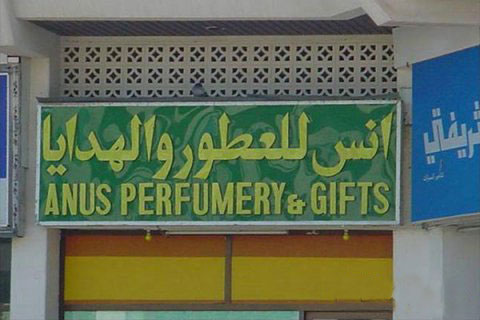 انس للعطور والهدايا
ANUS PERFUMERY & GIFTS